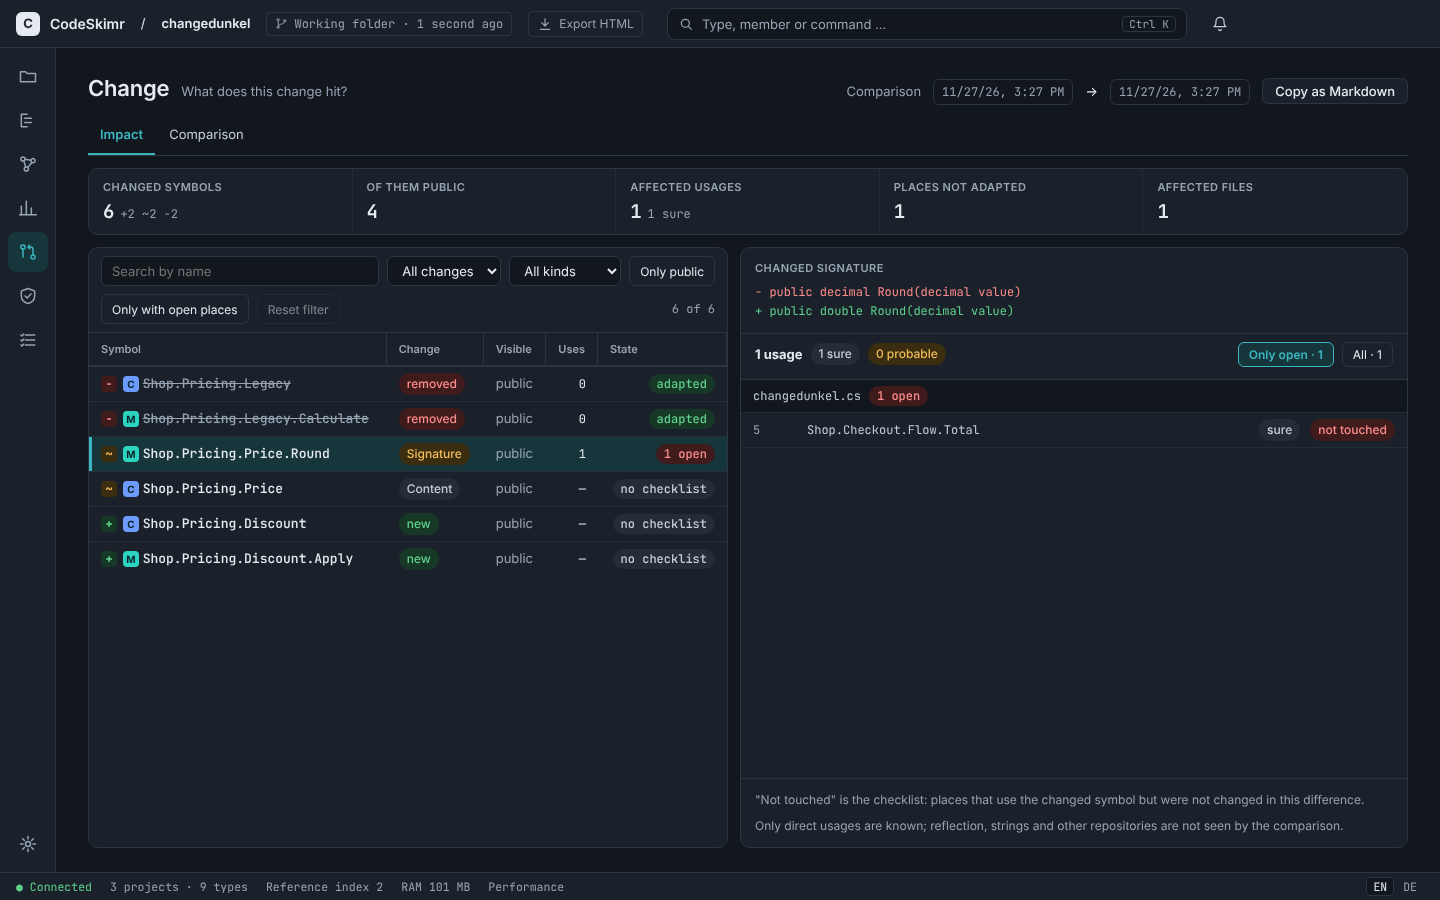 C CodeSkimr / changedunkel Working folder · 1 second ago Export HTML Type, member or command ... Ctrl K
Change What does this change hit? Comparison 11/27/26, 3:27 PM → 11/27/26, 3:27 PM Copy as Markdown
Impact Comparison
CHANGED SYMBOLS OF THEM PUBLIC AFFECTED USAGES PLACES NOT ADAPTED AFFECTED FILES
6 +2 ~2 -2 4 1 1 sure 1 1
Search by name All changes All kinds Only public
Only with open places Reset filter 6 of 6
Symbol Change Visible Uses State
- C Shop.Pricing.Legacy removed public 0 adapted
- M Shop.Pricing.Legacy.Calculate removed public 0 adapted
~ M Shop.Pricing.Price.Round Signature public 1 1 open
~ C Shop.Pricing.Price Content public – no checklist
+ C Shop.Pricing.Discount new public – no checklist
+ M Shop.Pricing.Discount.Apply new public – no checklist
CHANGED SIGNATURE
- public decimal Round(decimal value)
+ public double Round(decimal value)
1 usage 1 sure 0 probable Only open · 1 All · 1
changedunkel.cs 1 open
5 Shop.Checkout.Flow.Total sure not touched
"Not touched" is the checklist: places that use the changed symbol but were not changed in this difference.
Only direct usages are known; reflection, strings and other repositories are not seen by the comparison.
● Connected 3 projects · 9 types Reference index 2 RAM 101 MB Performance EN DE